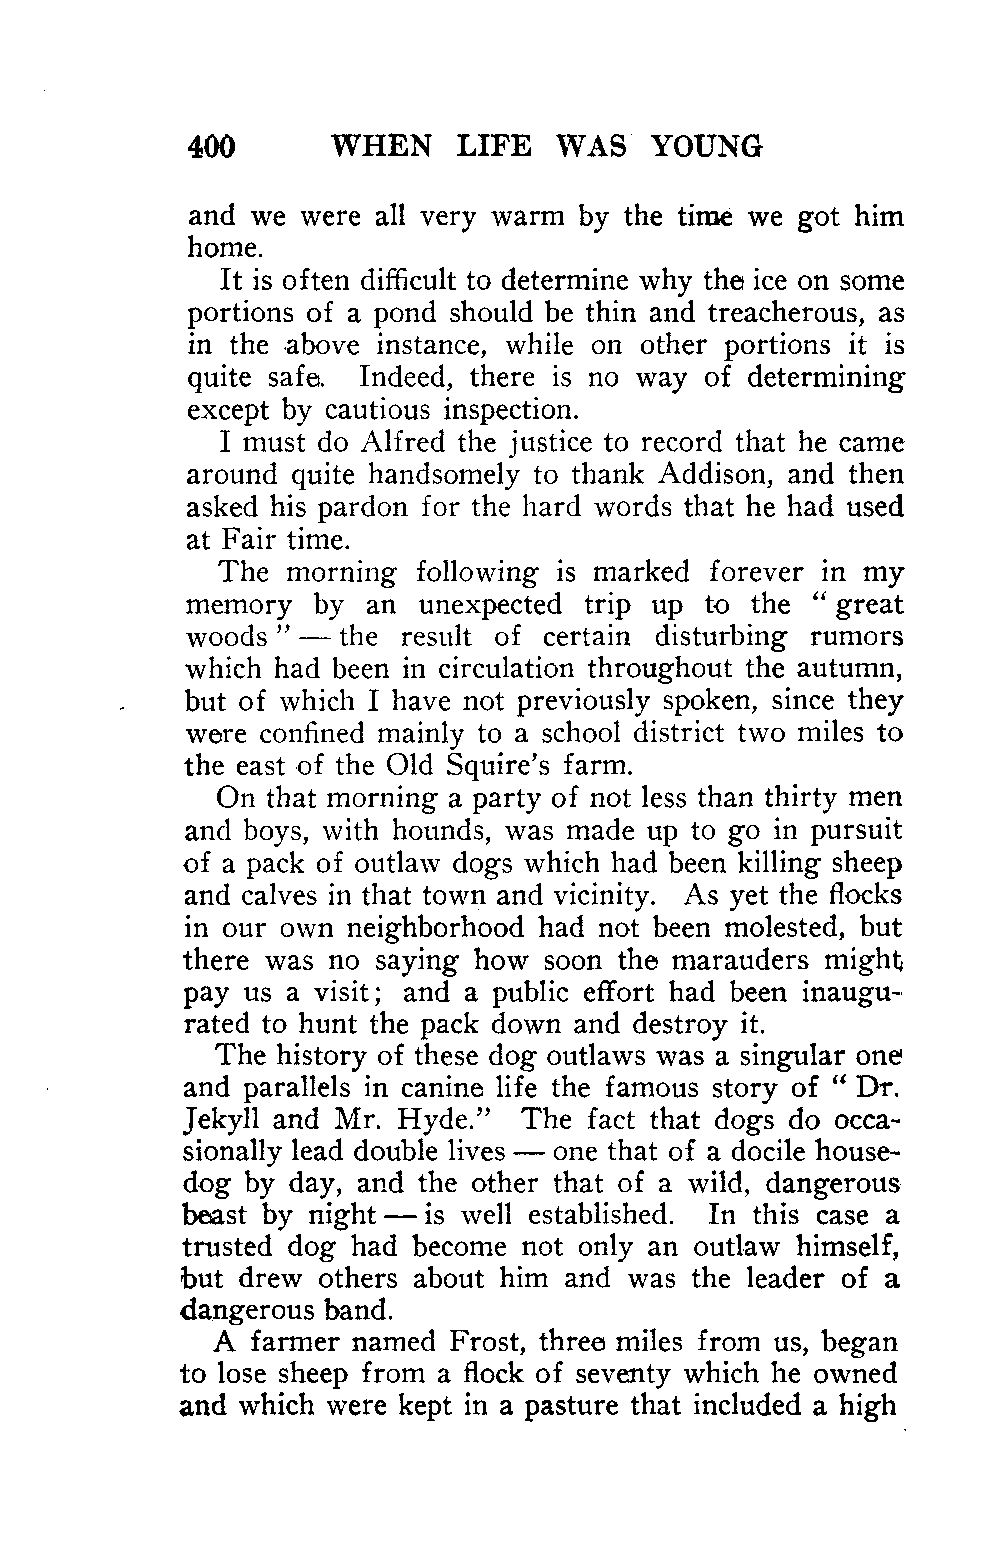 400 WHEN LIFE WAS YOUNG
and we were all very warm by the time we got him
home.
It is often difficult to determine why the ice on some
portions of a pond should be thin and treacherous, as
in the above instance, while on other portions it is
quite safe. Indeed, there is no way of determining
except by cautious inspection.
I must do Alfred the justice to record that he came
around quite handsomely to thank Addison, and then
asked his pardon for the hard words that he had used
at Fair time.
The morning following is marked forever in my
memory by an unexpected trip up to the " great
woods " — the result of certain disturbing rumors
which had been in circulation throughout the autumn,
but of which I have not previously spoken, since they
were confined mainly to a school district two miles to
the east of the Old Squire's farm.
On that morning a party of not less than thirty men
and boys, with hounds, was made up to go in pursuit
of a pack of outlaw dogs which had been killing sheep
and calves in that town and vicinity. As yet the flocks
in our own neighborhood had not been molested, but
there was no saying how soon the marauders might
pay us a visit; and a public effort had been inaugu-
rated to hunt the pack down and destroy it.
The history of these dog outlaws was a singular one
and parallels in canine life the famous story of " Dr.
Jekyll and Mr. Hyde." The fact that dogs do occa-
sionally lead double lives — one that of a docile house-
dog by day, and the other that of a wild, dangerous
beast by night — is well established. In this case a
trusted dog had become not only an outlaw himself,
but drew others about him and was the leader of a
dangerous band.
A farmer named Frost, three miles from us, began
to lose sheep from a flock of seventy which he owned
and which were kept in a pasture that included a high